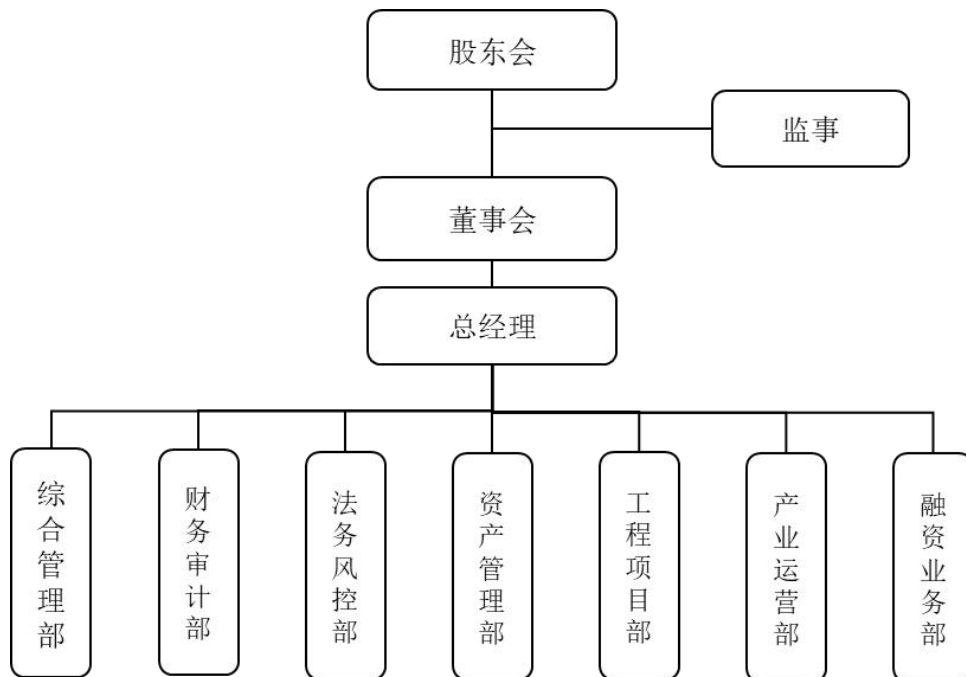 股东会
监事
董事会
总经理
综合管理部
财务审计部
法务风控部
资产管理部
工程项目部
产业运营部
融资业务部